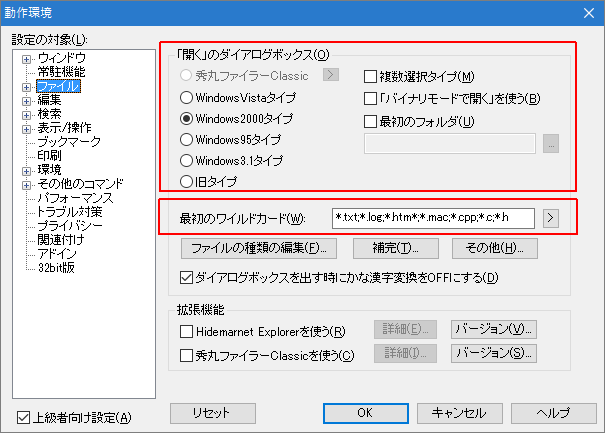 動作環境
設定の対象(L):
ウィンドウ
常駐機能
ファイル
編集
検索
表示/操作
ブックマーク
印刷
環境
その他のコマンド
パフォーマンス
トラブル対策
プライバシー
関連付け
アドイン
32bit版
上級者向け設定(A)
「開く」のダイアログボックス(O)
秀丸ファイラーClassic
>
WindowsVistaタイプ
Windows2000タイプ
Windows95タイプ
Windows3.1タイプ
旧タイプ
複数選択タイプ(M)
「バイナリモードで開く」を使う(B)
最初のフォルダ(U)
...
最初のワイルドカード(W):
*.txt;*.log;*.htm*;*.mac;*.cpp;*.c;*.h
>
ファイルの種類の編集(F)...
補完(T)...
その他(H)...
ダイアログボックスを出す時にかな漢字変換をOFFにする(D)
拡張機能
Hidemarnet Explorerを使う(R)
詳細(E)...
バージョン(V)...
秀丸ファイラーClassicを使う(C)
詳細(I)...
バージョン(S)...
リセット
OK
キャンセル
ヘルプ